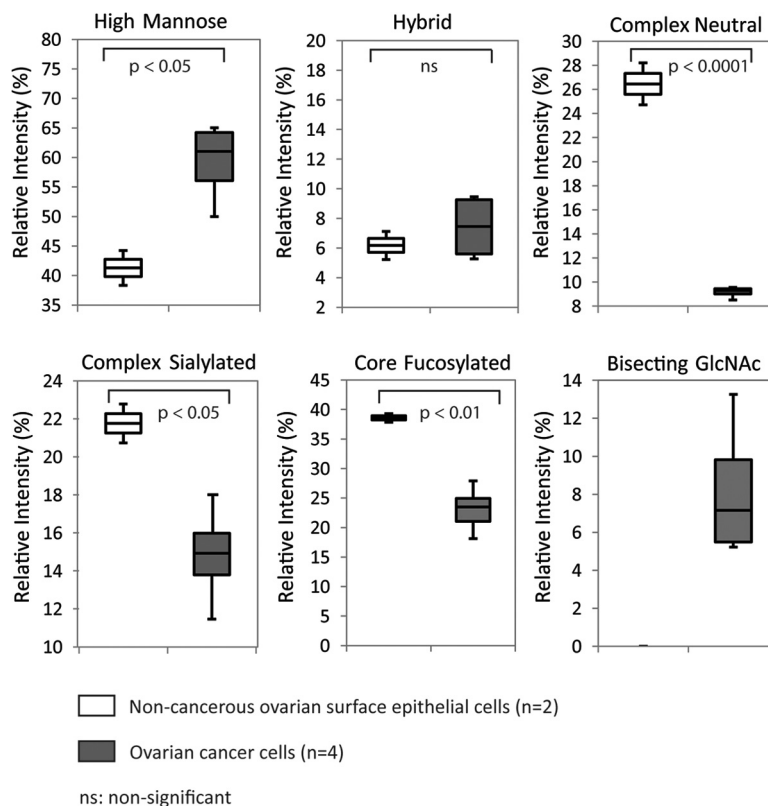 High Mannose
Relative Intensity (%)
80
75
70
65
60
55
50
45
40
35
p < 0.05
Hybrid
Relative Intensity (%)
20
18
16
14
12
10
8
6
4
2
ns
Complex Neutral
Relative Intensity (%)
30
28
26
24
22
20
18
16
14
12
10
8
p < 0.0001
Complex Sialylated
Relative Intensity (%)
24
22
20
18
16
14
12
10
p < 0.05
Core Fucosylated
Relative Intensity (%)
45
40
35
30
25
20
15
10
5
0
p < 0.01
Bisecting GlcNAc
Relative Intensity (%)
14
12
10
8
6
4
2
0
Non-cancerous ovarian surface epithelial cells (n=2)
Ovarian cancer cells (n=4)
ns: non-significant